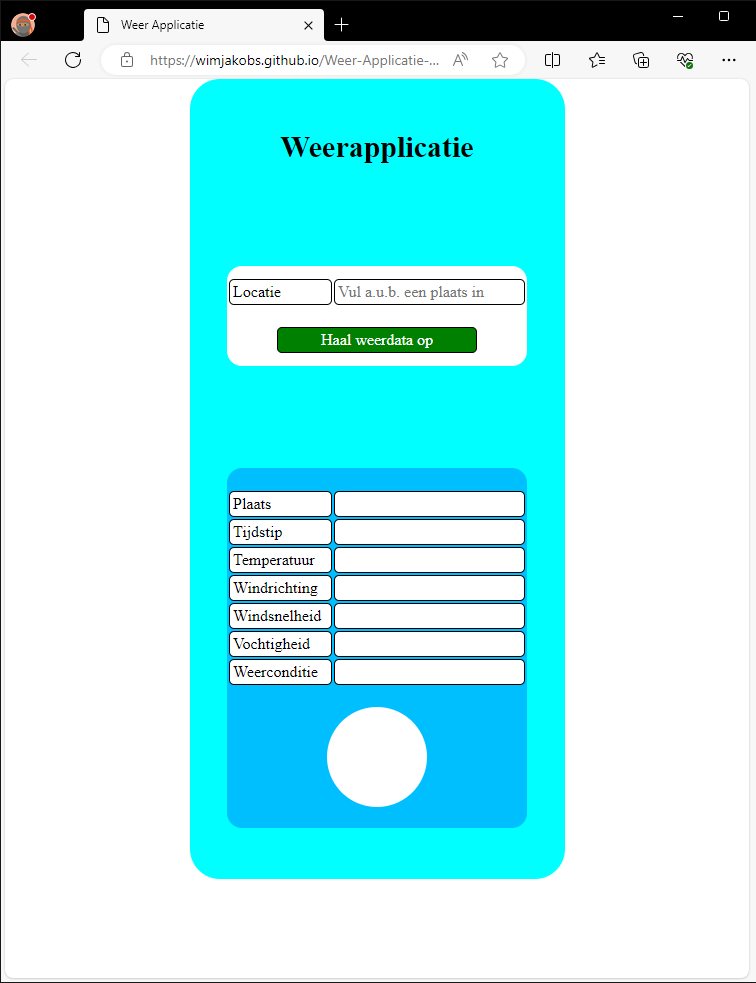 Weer Applicatie
https://wimjakobs.github.io/Weer-Applicatie-...
Weerapplicatie
Locatie Vul a.u.b. een plaats in
Haal weerdata op
Plaats
Tijdstip
Temperatuur
Windrichting
Windsnelheid
Vochtigheid
Weerconditie